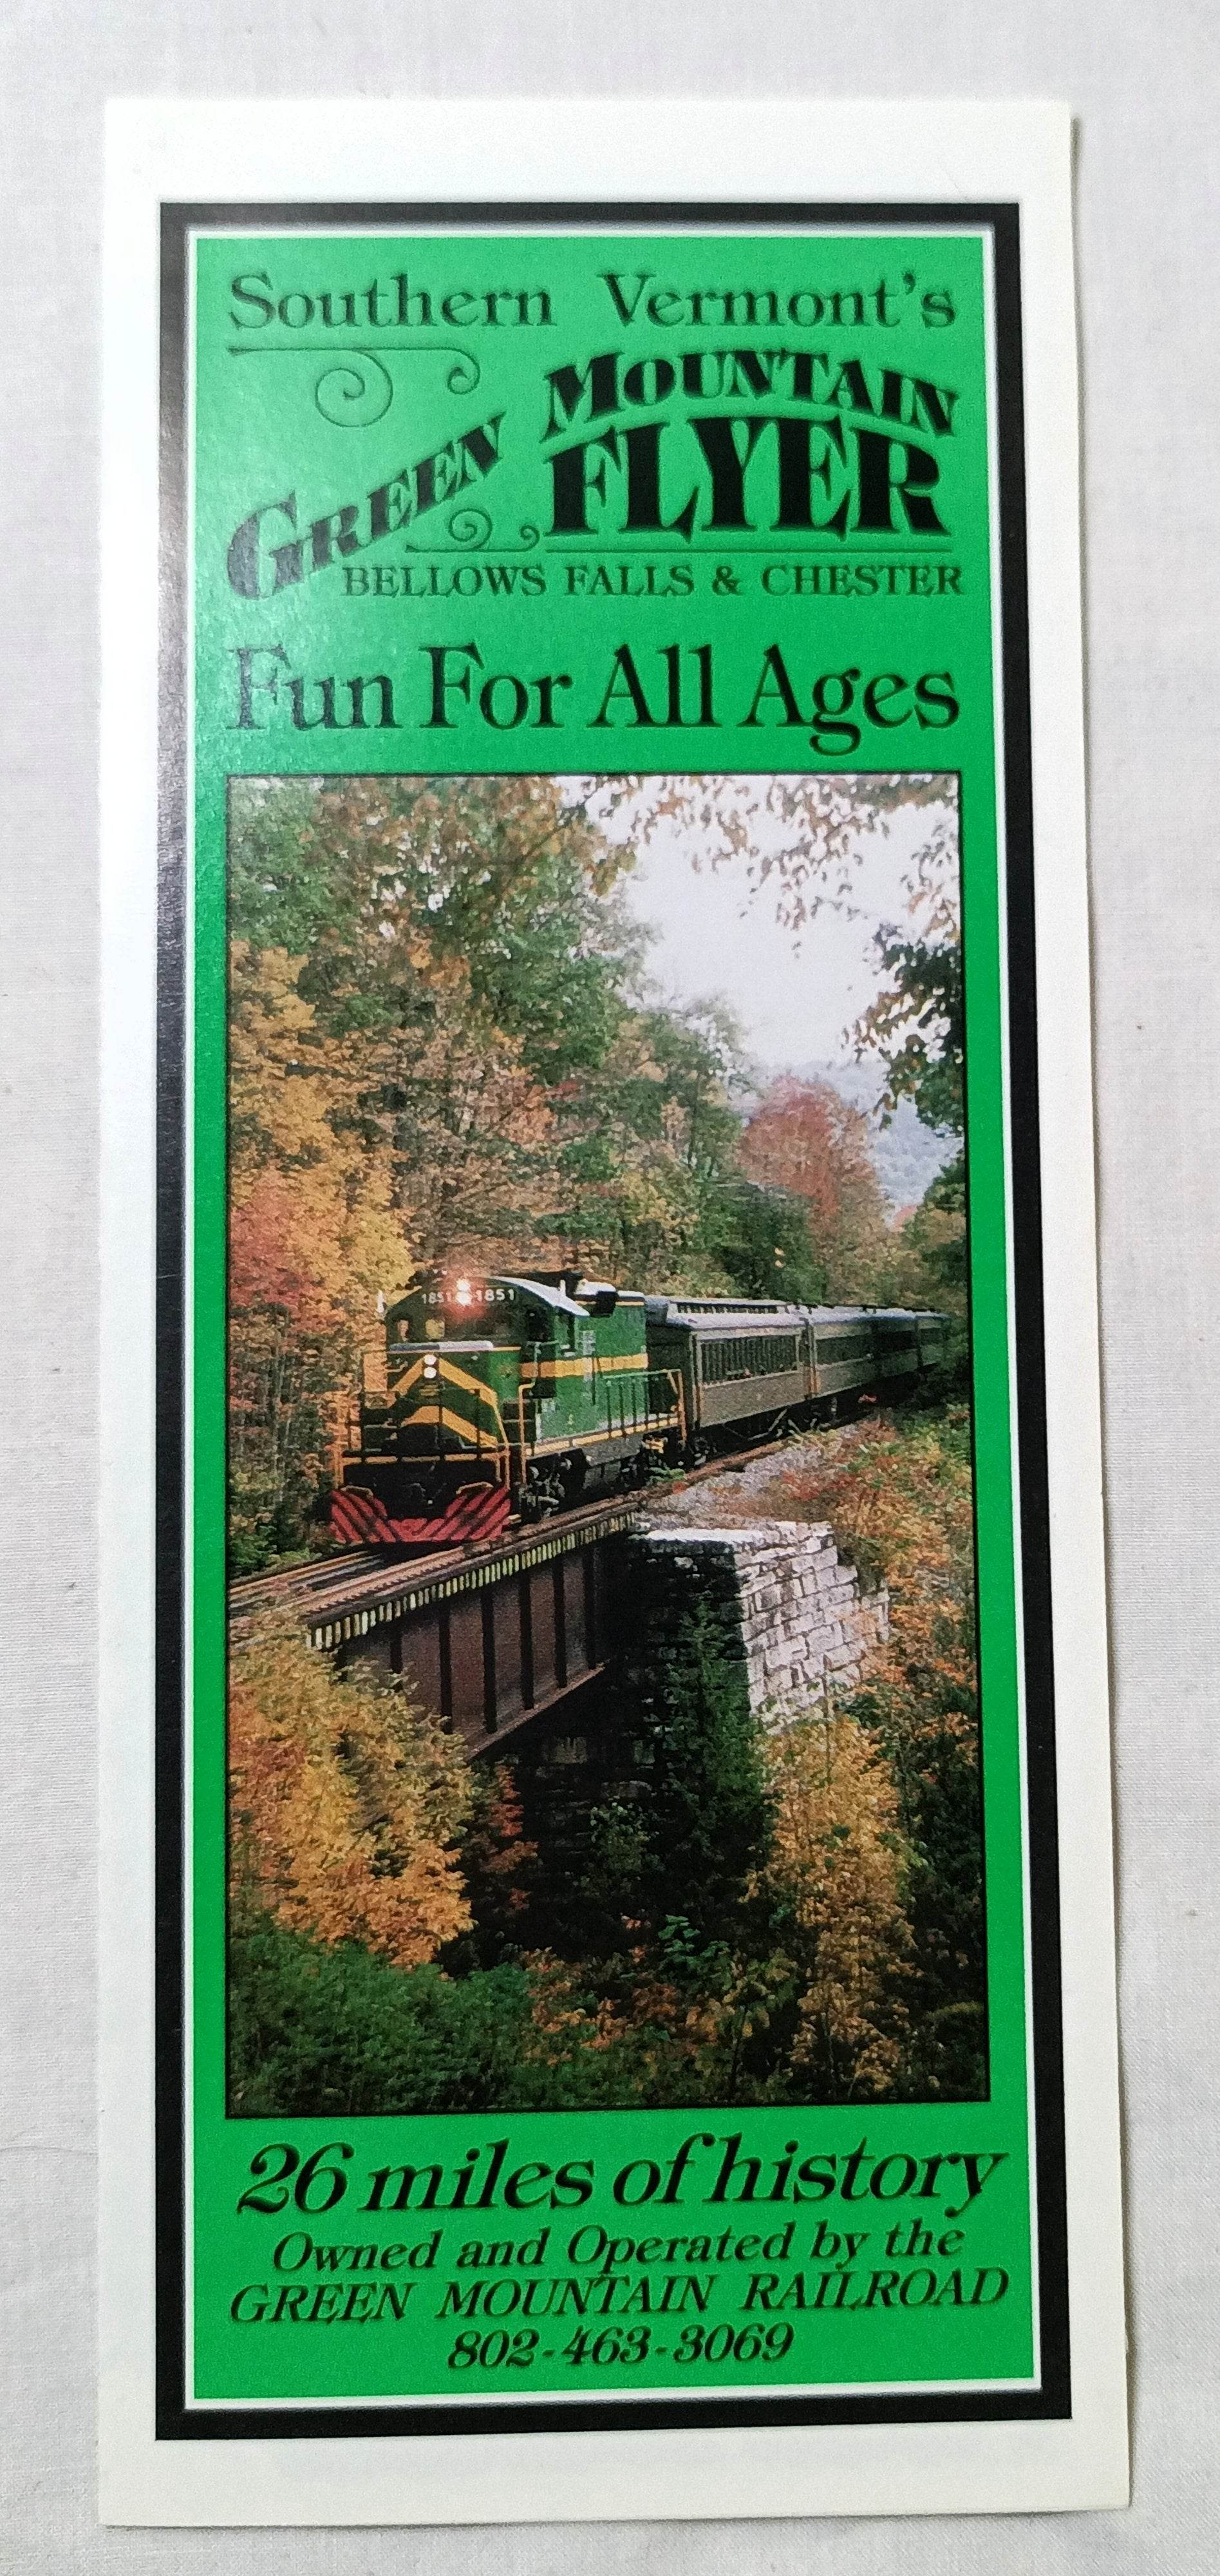 Southern Vermont's
GREEN MOUNTAIN
FLYER
BELLOWS FALLS & CHESTER
Fun For All Ages
1851 1851
26 miles of history
Owned and Operated by the
GREEN MOUNTAIN RAILROAD
802-463-3069